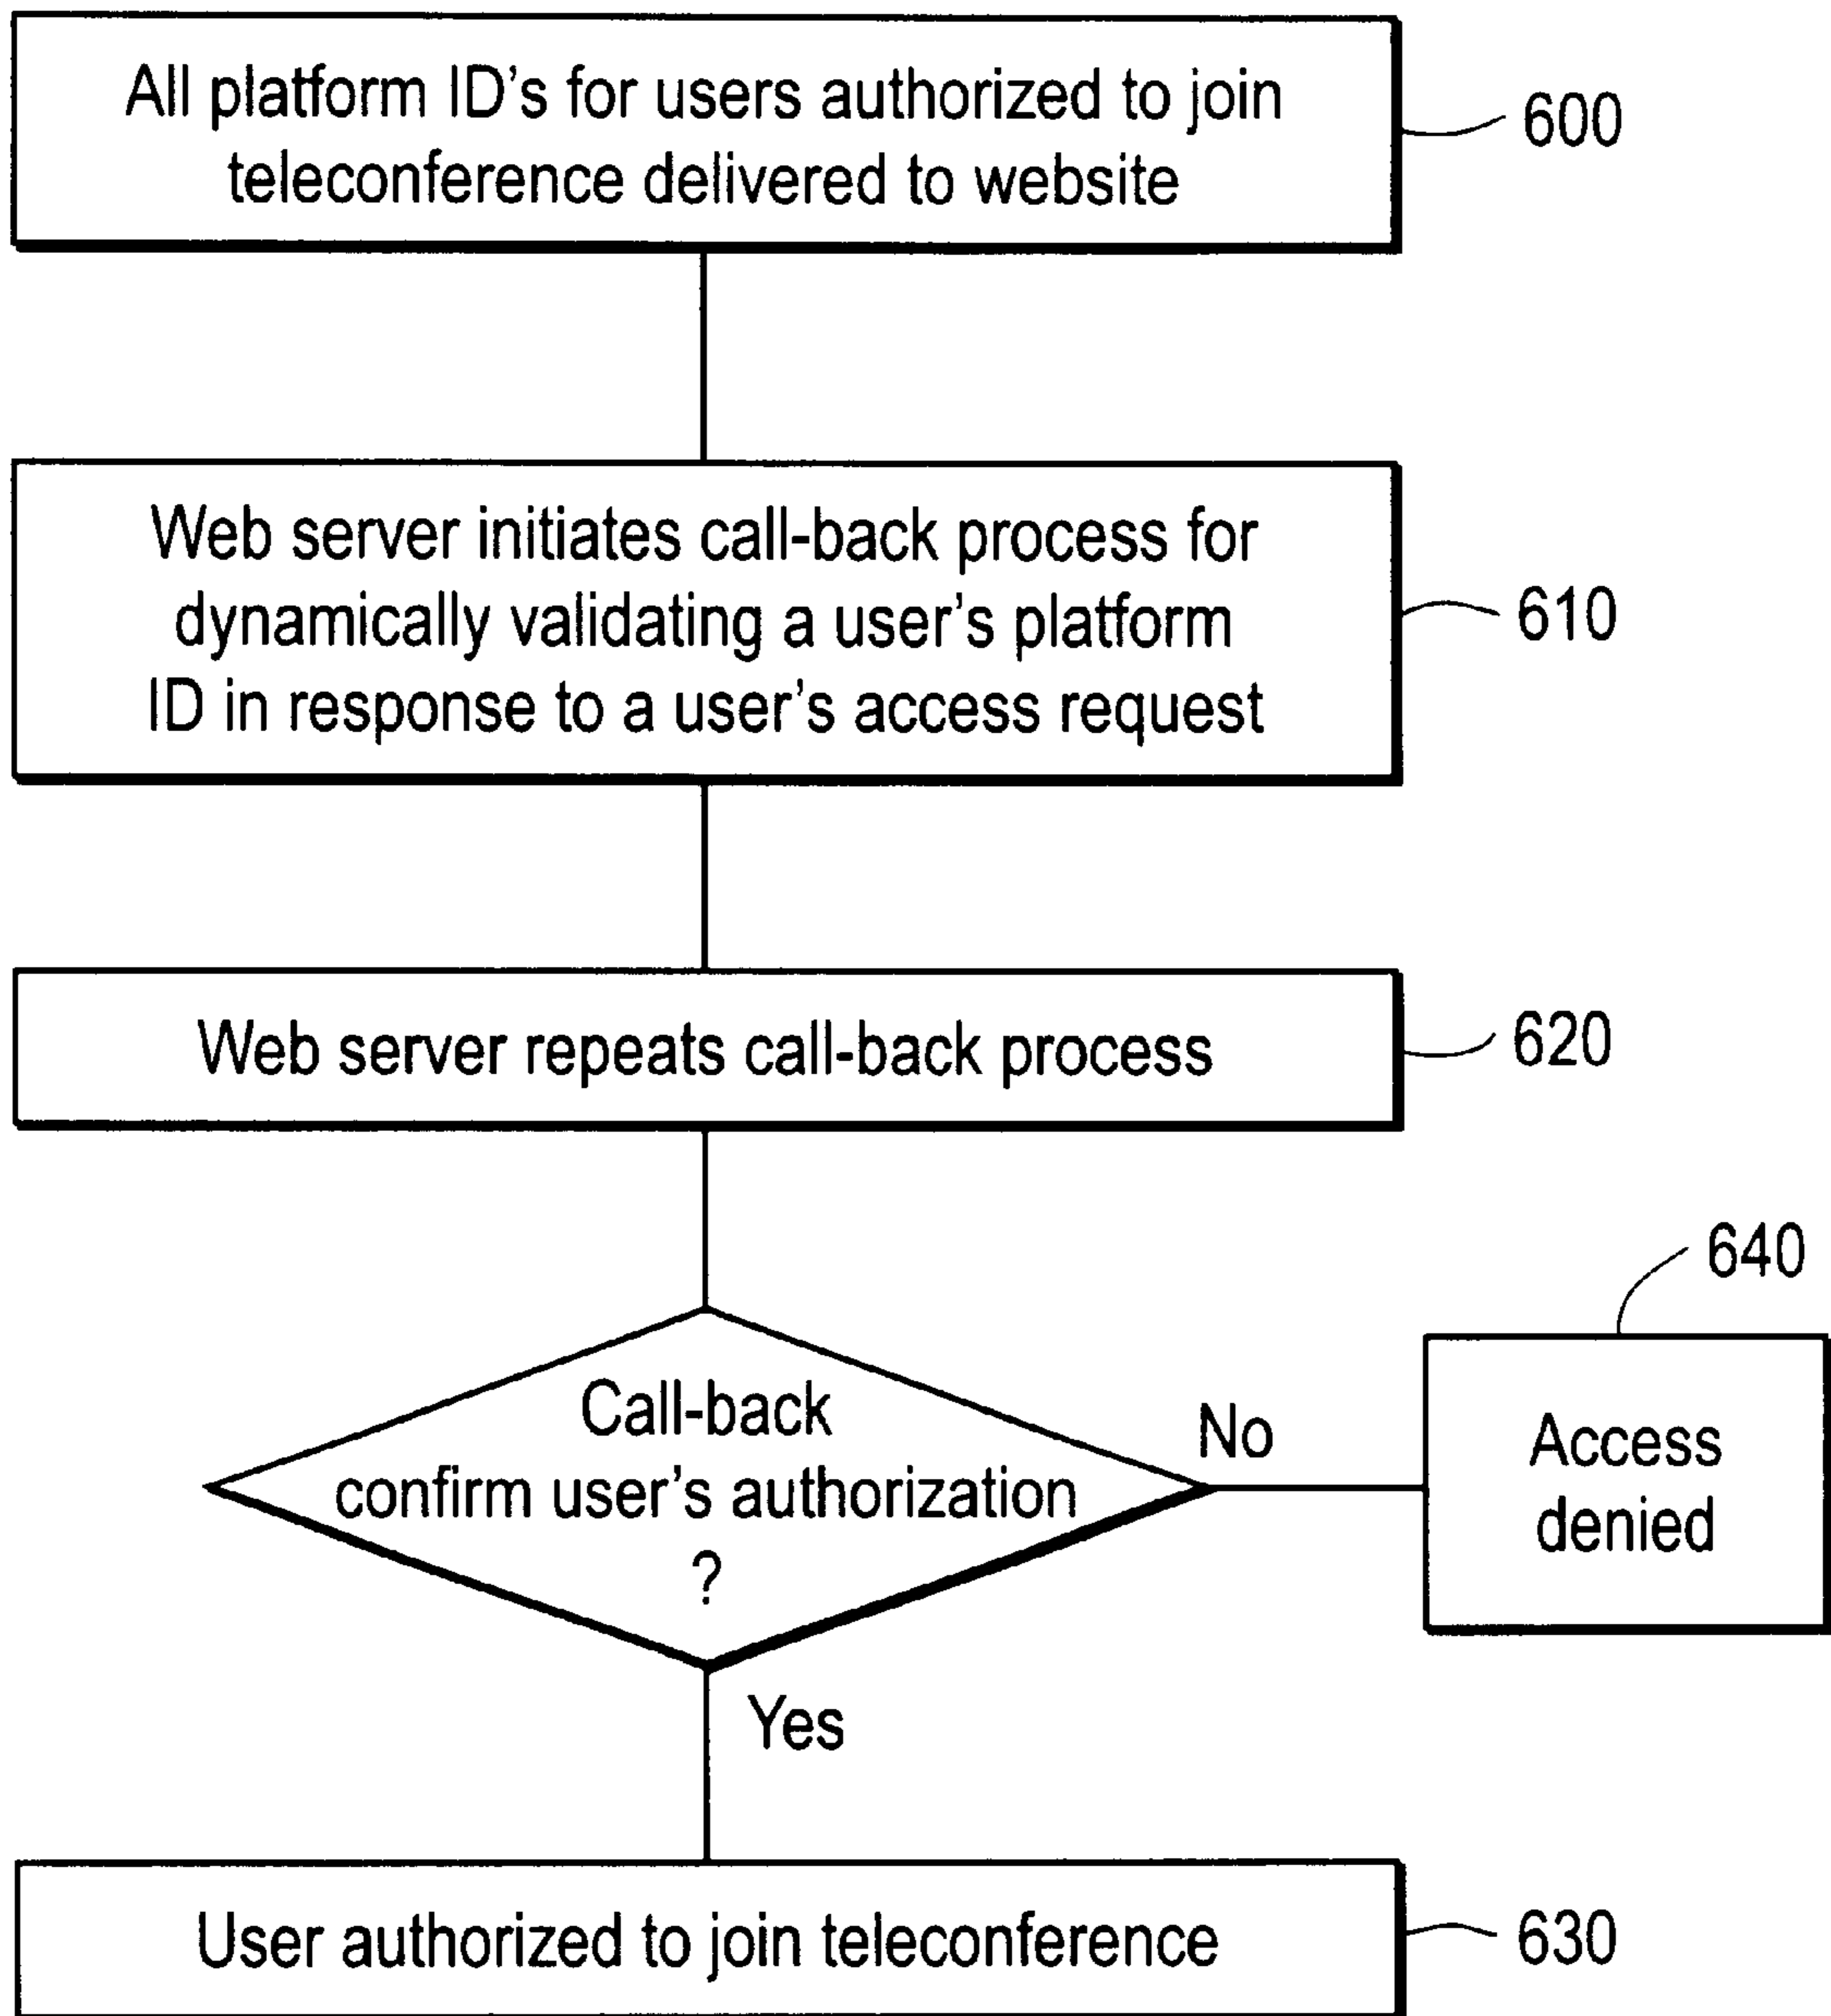 All platform ID's for users authorized to join
teleconference delivered to website
600
Web server initiates call-back process for
dynamically validating a user's platform
ID in response to a user's access request
610
Web server repeats call-back process
620
640
Call-back
confirm user's authorization
?
No
Access
denied
Yes
User authorized to join teleconference
630